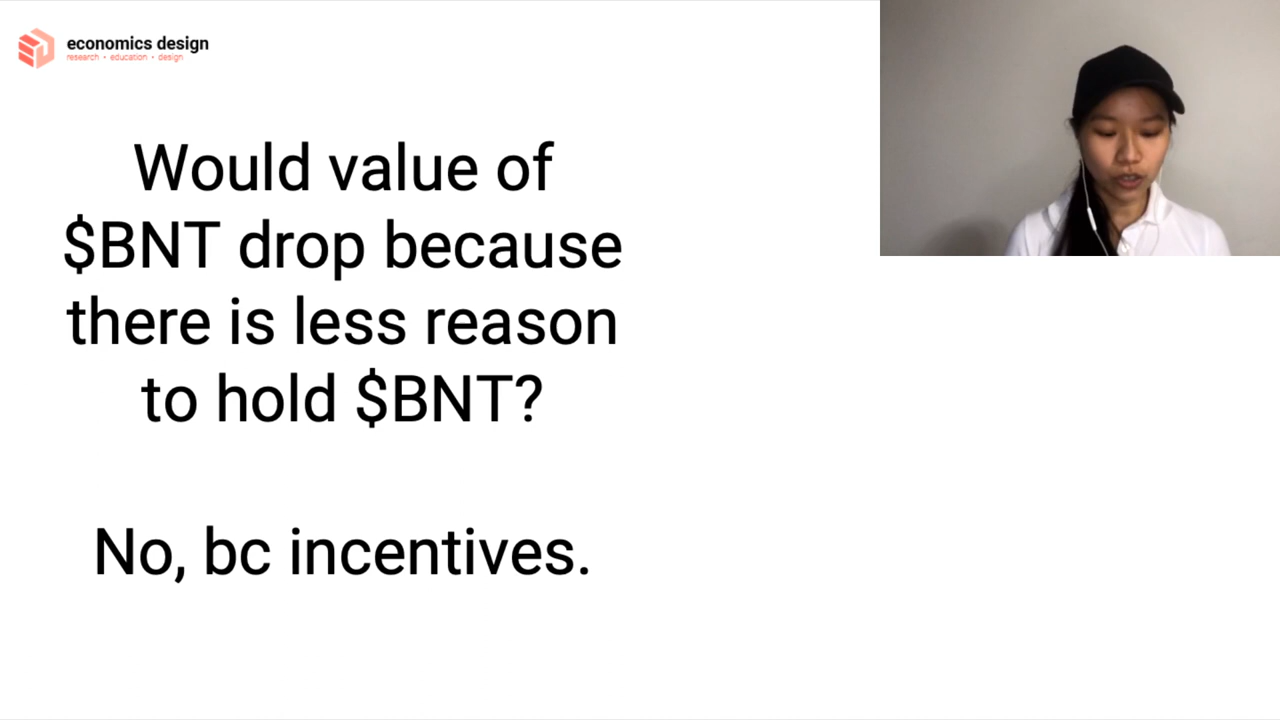 economics design
research • education • design
Would value of
$BNT drop because
there is less reason
to hold $BNT?
No, bc incentives.